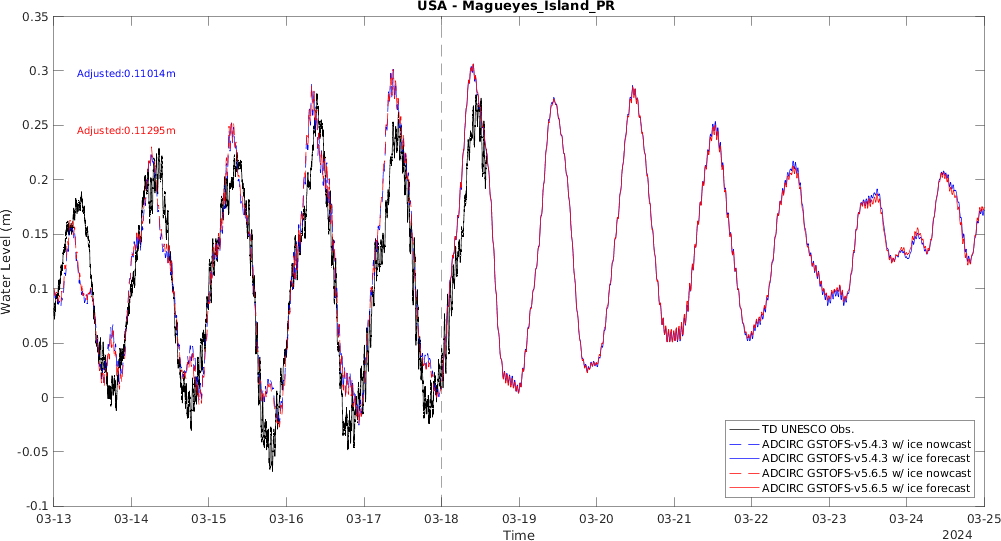 USA - Magueyes_Island_PR
0.35
0.3
0.25
0.2
0.15
0.1
0.05
0
-0.05
-0.1
Water Level (m)
Adjusted:0.11014m
Adjusted:0.11295m
TD UNESCO Obs.
ADCIRC GSTOFS-v5.4.3 w/ ice nowcast
ADCIRC GSTOFS-v5.4.3 w/ ice forecast
ADCIRC GSTOFS-v5.6.5 w/ ice nowcast
ADCIRC GSTOFS-v5.6.5 w/ ice forecast
03-13 03-14 03-15 03-16 03-17 03-18 03-19 03-20 03-21 03-22 03-23 03-24 03-25
Time
2024